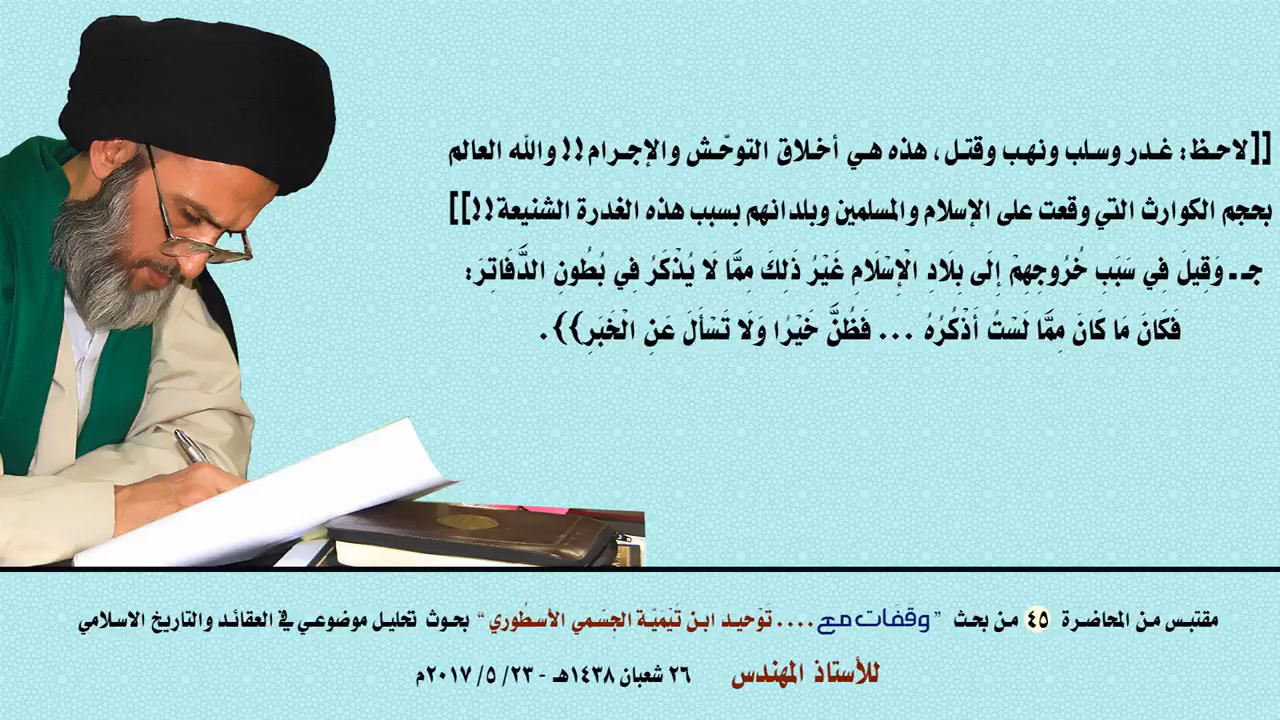 [[لاحظ: غدر وسلب ونهب وقتل، هذه هي أخلاق التوحّش والإجرام!! والله العالم
بحجم الكوارث التي وقعت على الإسلام والمسلمين وبلدانهم بسبب هذه الغدرة الشنيعة!!]]
جـ ـ وَقِيلَ فِي سَبَبِ خُرُوجِهِمْ إِلَى بِلَادِ الْإِسْلَامِ غَيْرُ ذَلِكَ مِمَّا لَا يُذْكَرُ فِي بُطُونِ الدَّفَاتِرَ:
فَكَانَ مَا كَانَ مِمَّا لَسْتُ أَذْكُرُهُ ... فَظُنَّ خَيْرًا وَلَا تَسْأَلَ عَنِ الْخَبَرِ}}.
مقتبس من المحاضرة ٤٥ من بحث "وقفات مع .... تَوْحيد ابن تَيْمَيّة الجِسْمي الأسطُوري" بحوث تحليل موضوعي في العقائد والتاريخ الاسلامي
للأستاذ المهندس ٢٦ شعبان ١٤٣٨هـ - ٢٣/ ٥/ ٢٠١٧م